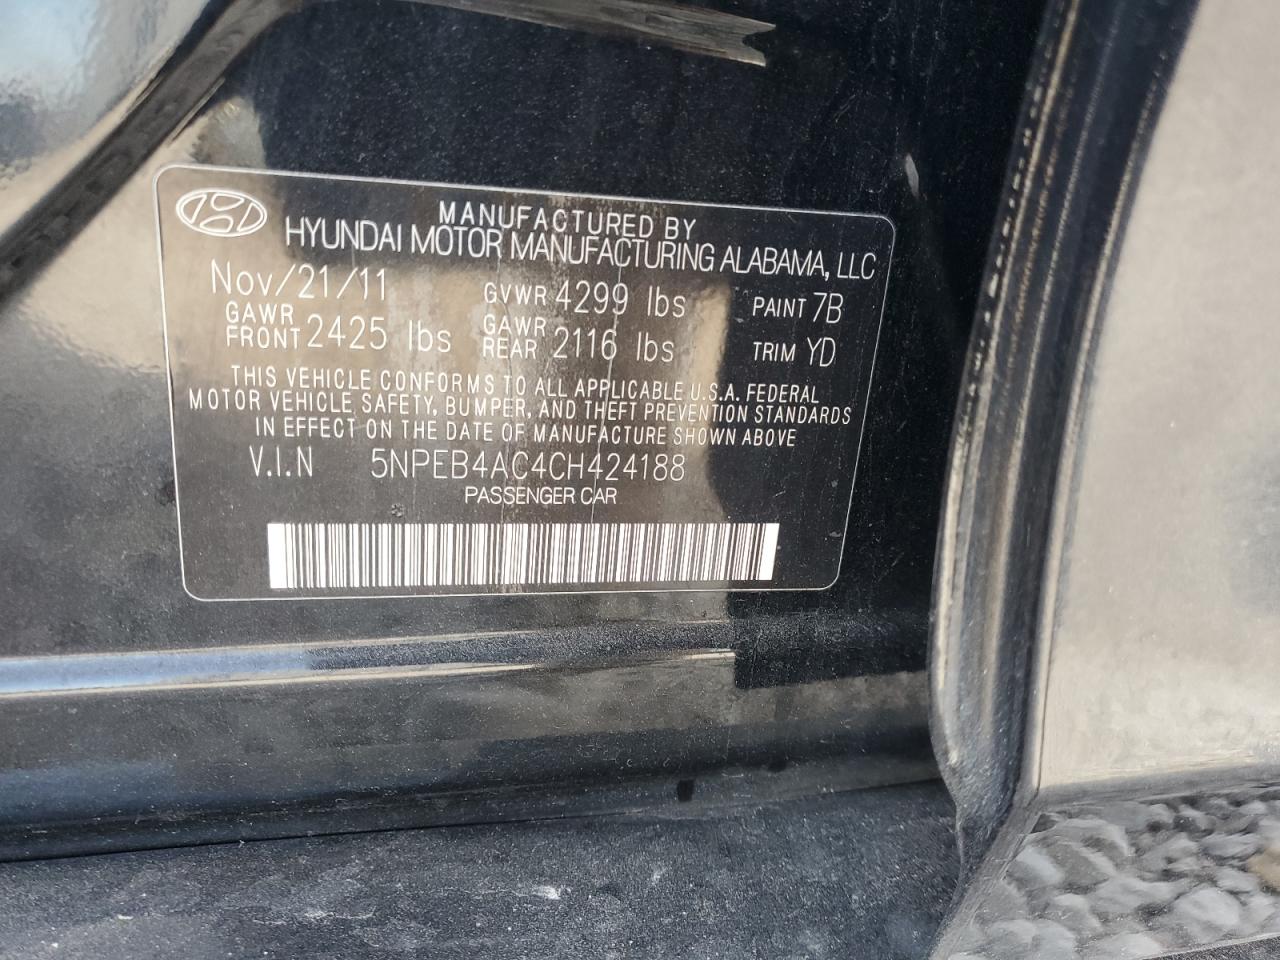 MANUFACTURED BY
HYUNDAI MOTOR MANUFACTURING ALABAMA, LLC
Nov/21/11 GVWR 4299 lbs PAINT 7B
GAWR FRONT 2425 lbs GAWR REAR 2116 lbs TRIM YD
THIS VEHICLE CONFORMS TO ALL APPLICABLE U.S.A. FEDERAL
MOTOR VEHICLE SAFETY, BUMPER, AND THEFT PREVENTION STANDARDS
IN EFFECT ON THE DATE OF MANUFACTURE SHOWN ABOVE
V.I.N 5NPEB4AC4CH424188
PASSENGER CAR